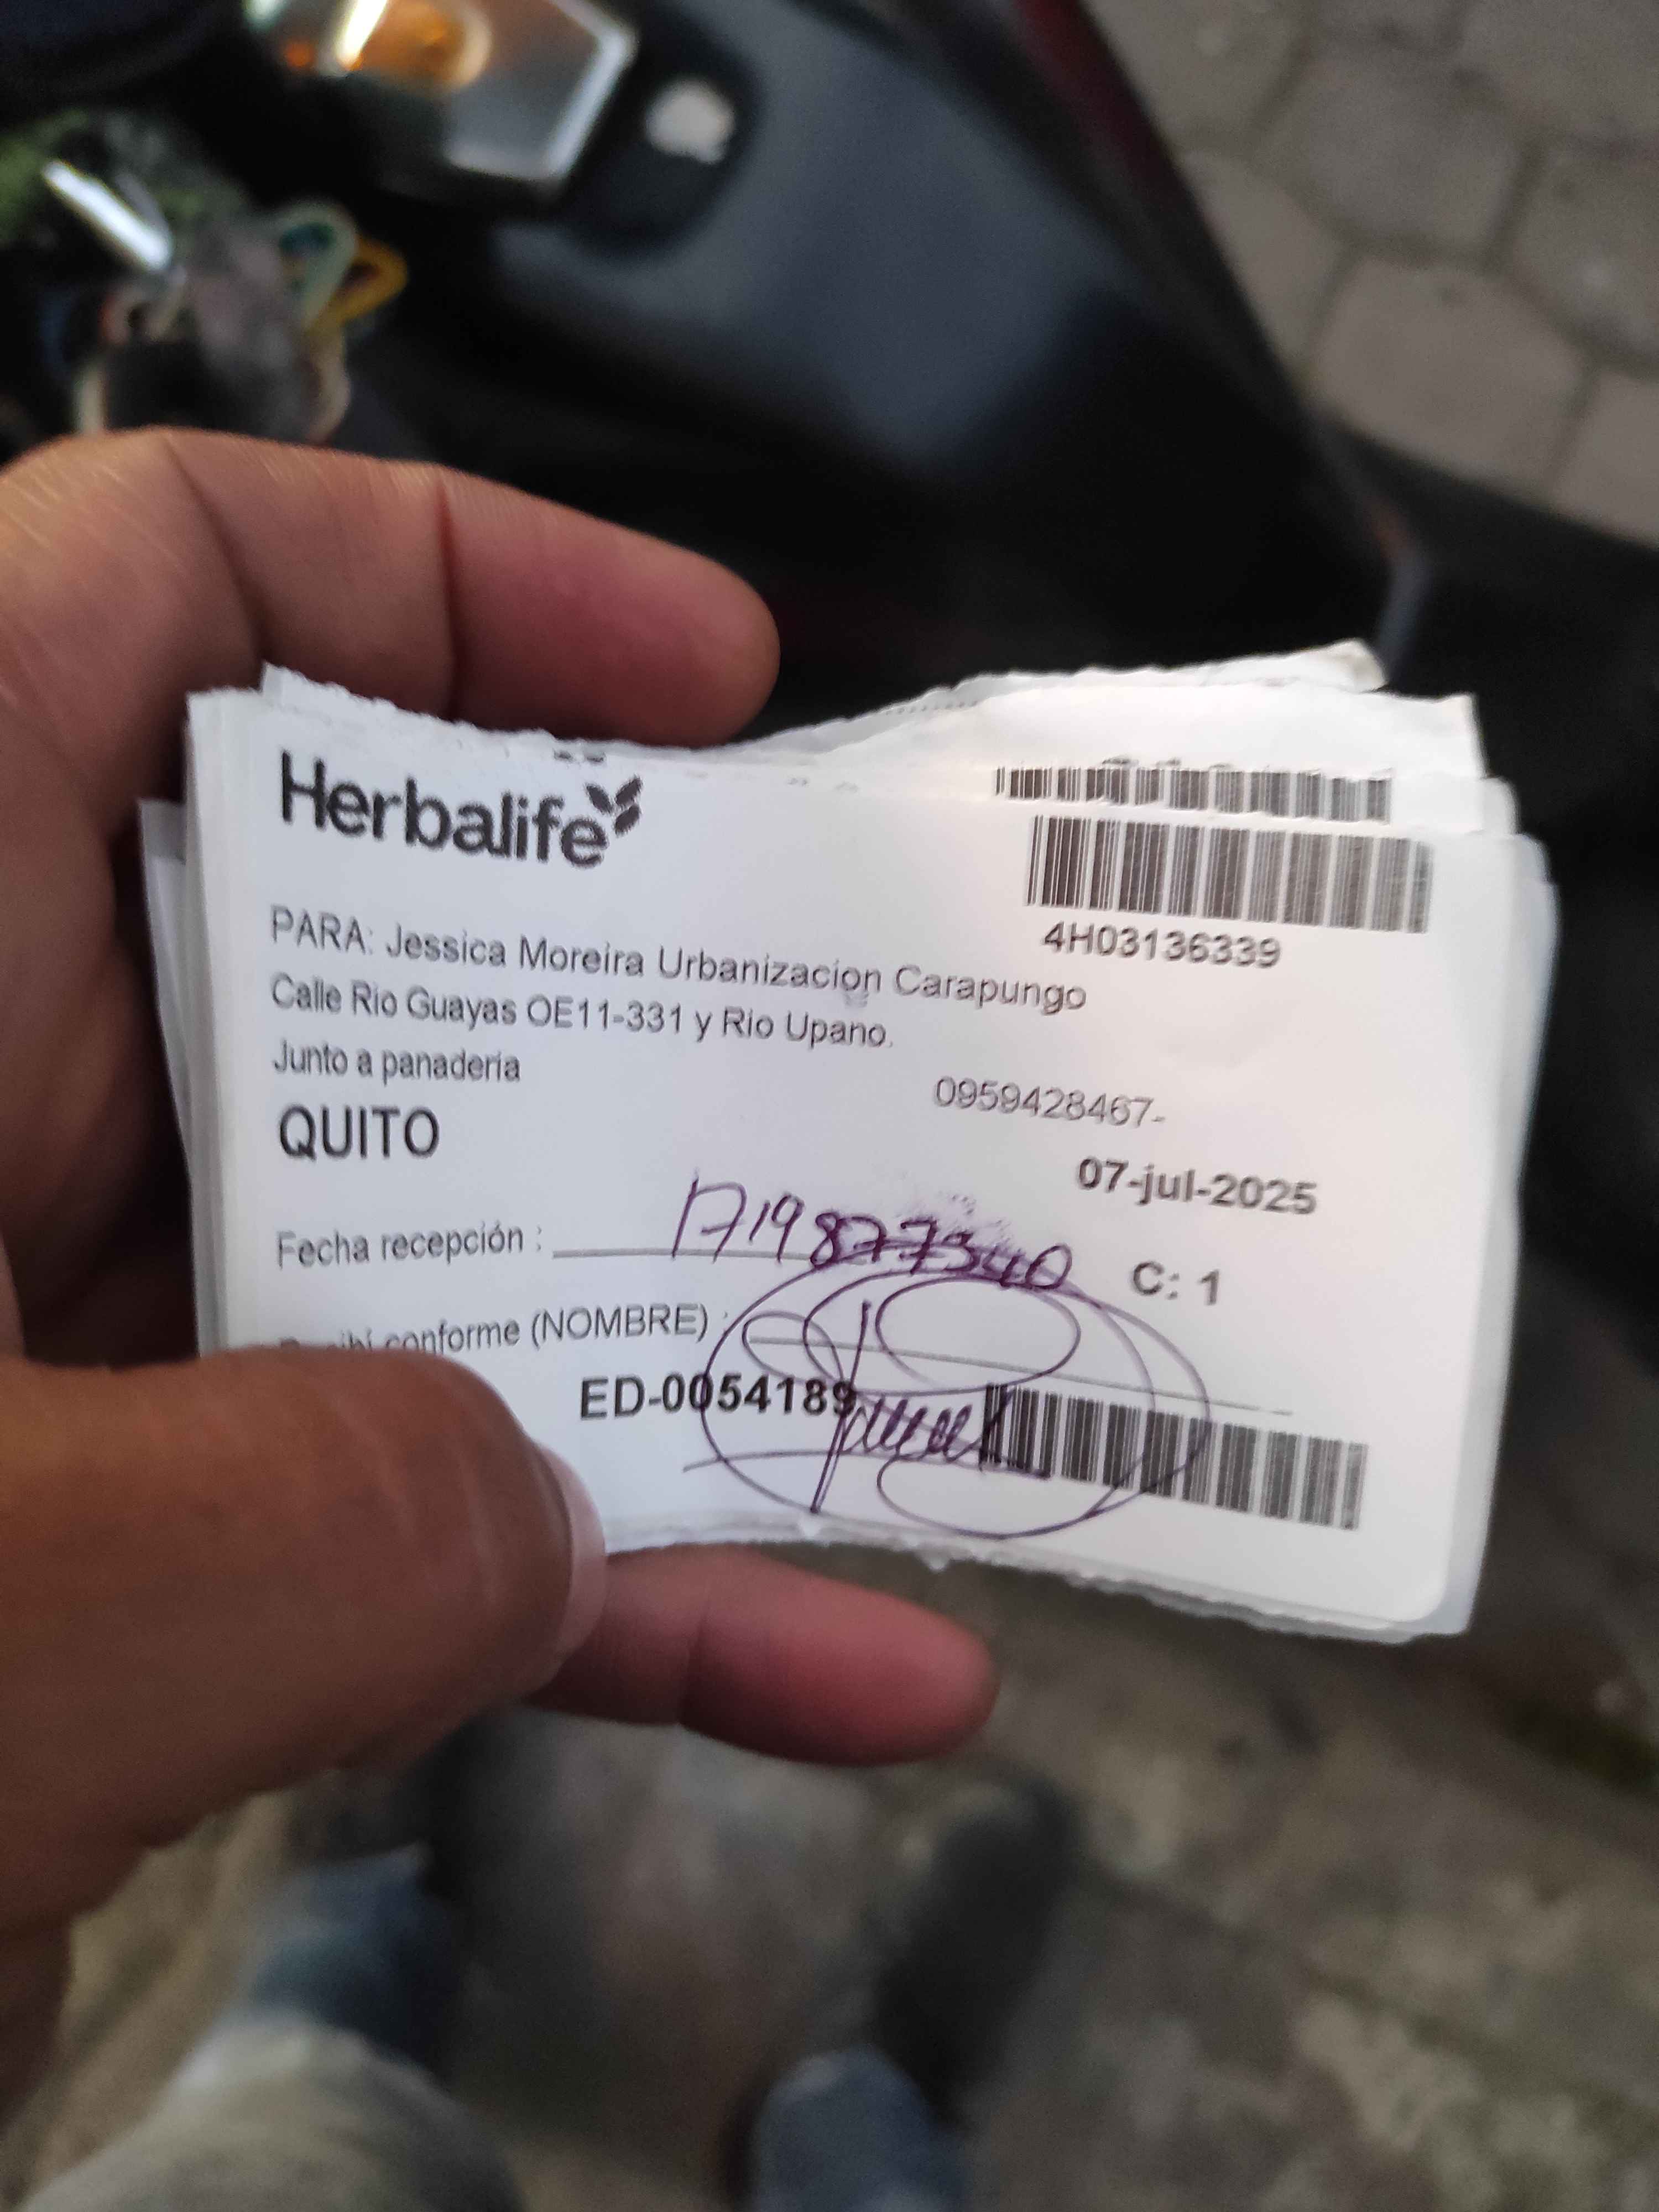 Herbalife
4H03136339
PARA: Jessica Moreira Urbanizacion Carapungo
Calle Rio Guayas OE11-331 y Rio Upano.
Junto a panaderia
0959428467-
QUITO
07-jul-2025
Fecha recepción : 1719877340
C: 1
conforme (NOMBRE) :
ED-0054189